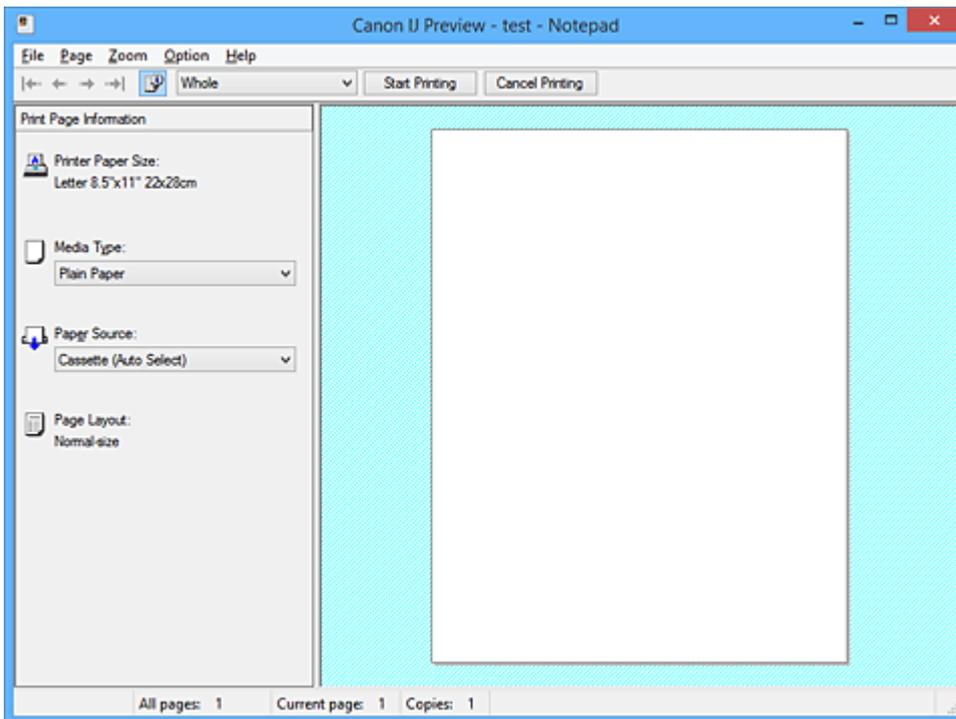 Canon IJ Preview - test - Notepad
File Page Zoom Option Help
Whole Start Printing Cancel Printing
Print Page Information
Printer Paper Size:
Letter 8.5"x11" 22x28cm
Media Type:
Plain Paper
Paper Source:
Cassette (Auto Select)
Page Layout:
Normal-size
All pages: 1 Current page: 1 Copies: 1